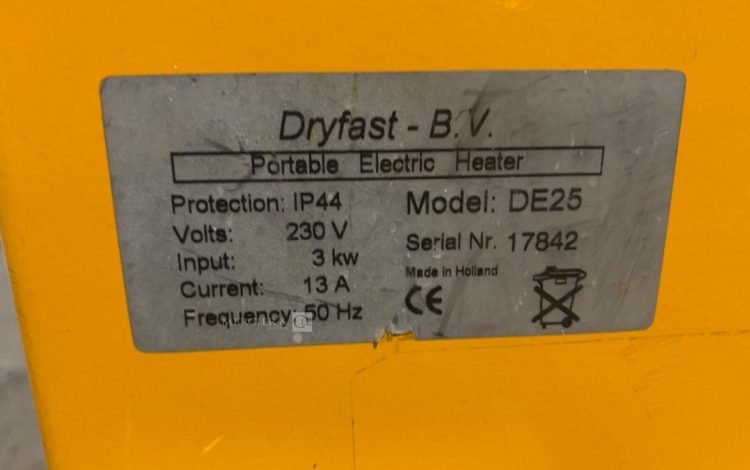 Dryfast - B.V.
Portable Electric Heater
Protection: IP44
Volts: 230 V
Input: 3 kw
Current: 13 A
Frequency: 50 Hz
Model: DE25
Serial Nr. 17842
Made In Holland
CE